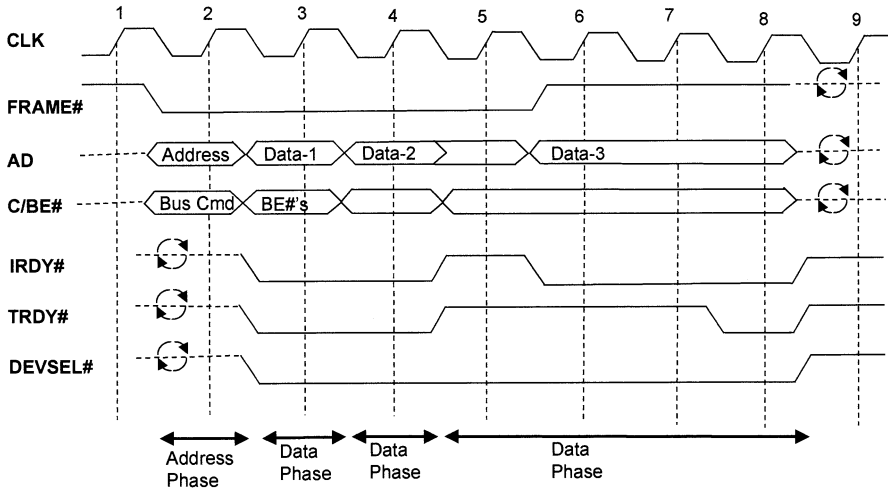 1 2 3 4 5 6 7 8 9
CLK
FRAME#
AD Address Data-1 Data-2 Data-3
C/BE# Bus Cmd BE#'s
IRDY#
TRDY#
DEVSEL#
Address Phase
Data Phase
Data Phase
Data Phase